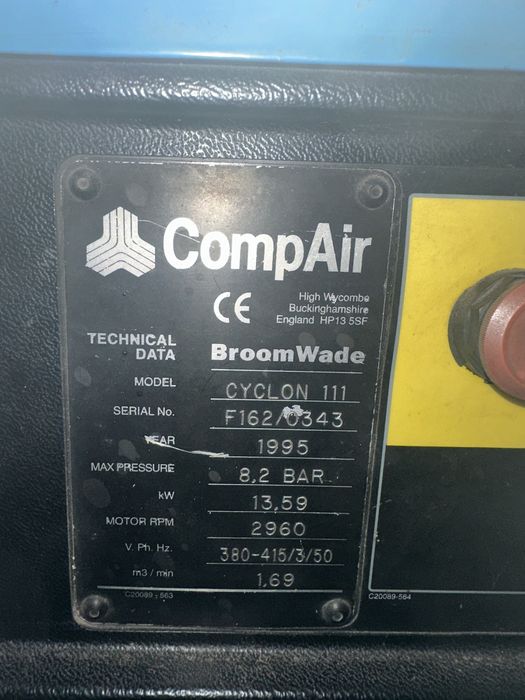 CompAir
CE
High Wycombe
Buckinghamshire
England HP13 5SF
TECHNICAL DATA BroomWade
MODEL CYCLON 111
SERIAL No. F162/0343
YEAR 1995
MAX PRESSURE 8,2 BAR
kW 13,59
MOTOR RPM 2960
V. Ph. Hz. 380-415/3/50
m3 / min 1,69
C20089 - 563
C20089-564